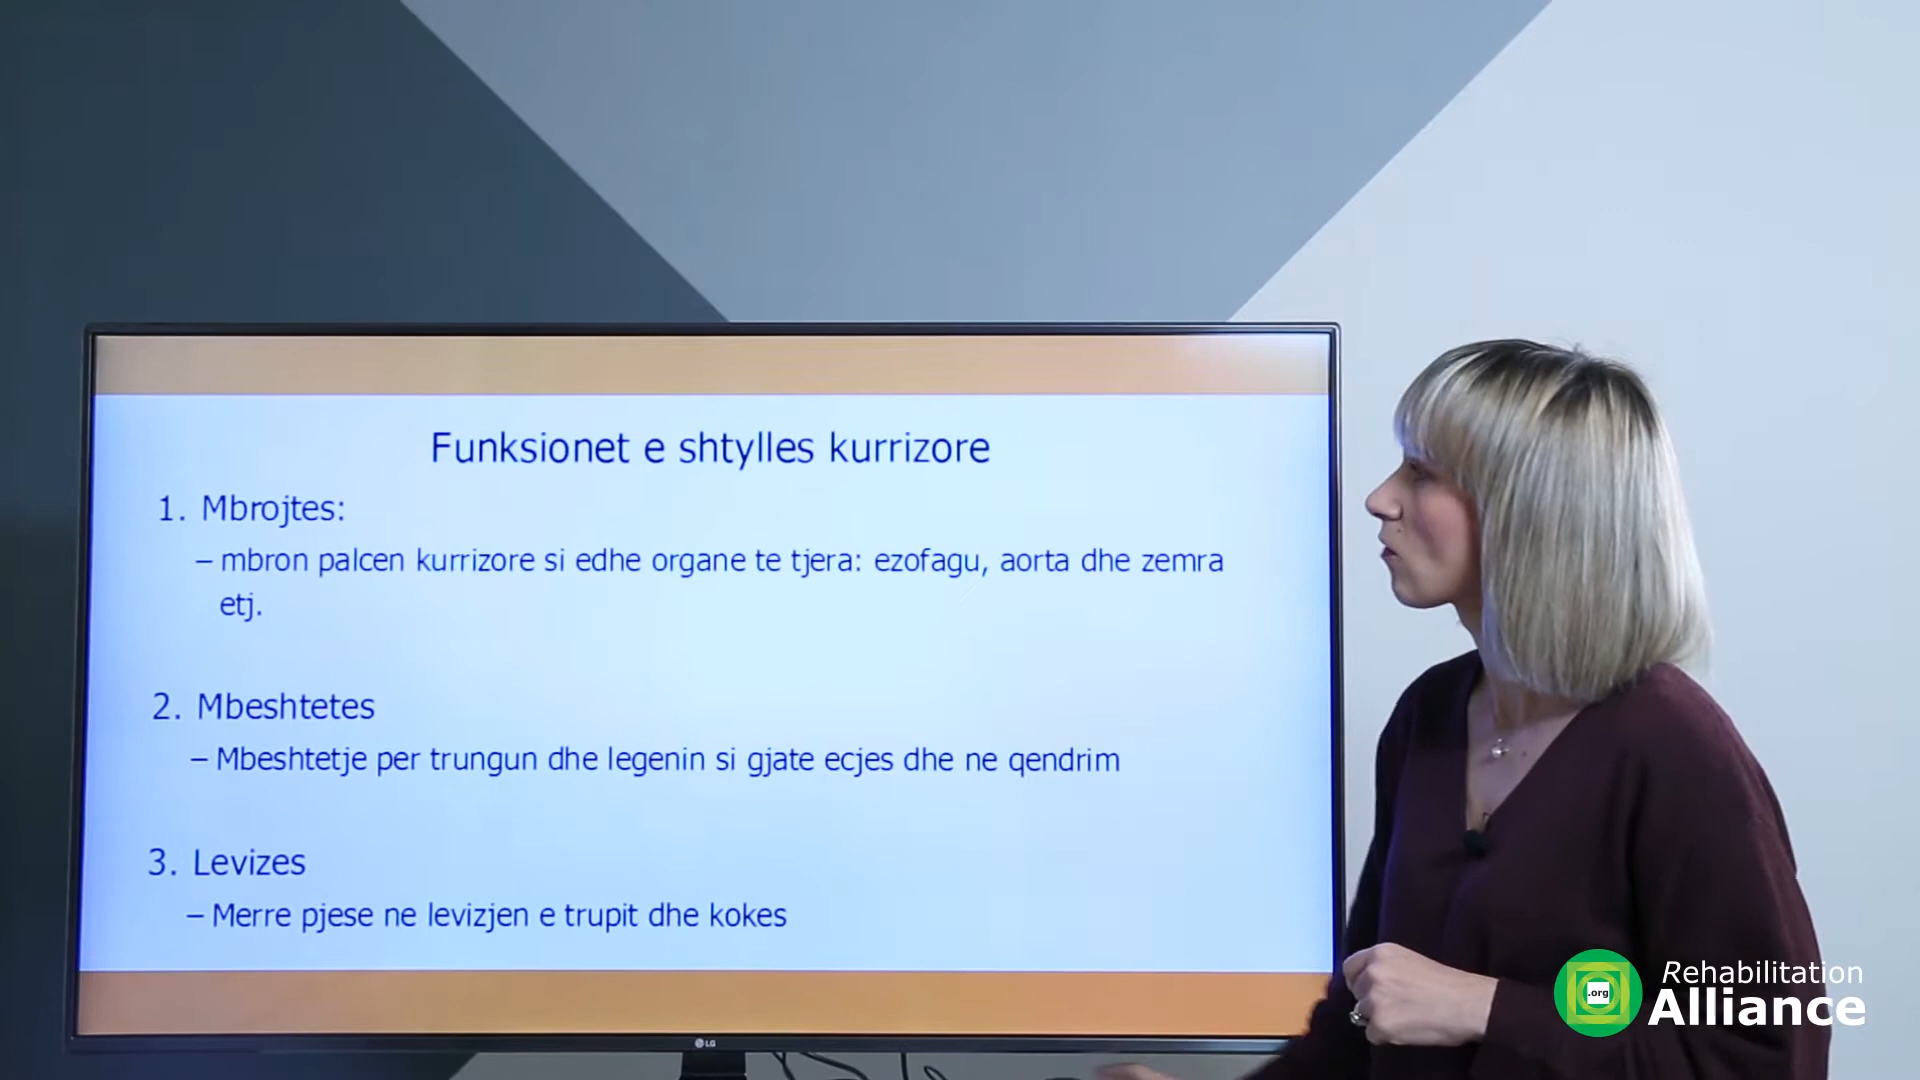 Funksionet e shtylles kurrizore
1. Mbrojtes:
– mbron palcen kurrizore si edhe organe te tjera: ezofagu, aorta dhe zemra
etj.
2. Mbeshtetes
– Mbeshtetje per trungun dhe legenin si gjate ecjes dhe ne qendrim
3. Levizes
– Merre pjese ne levizjen e trupit dhe kokes
LG
.org
Rehabilitation
Alliance